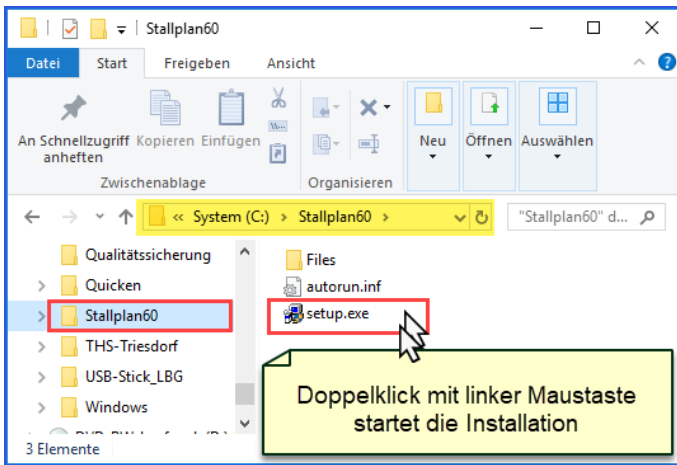 Stallplan60
Datei Start Freigeben Ansicht
An Schnellzugriff anheften Kopieren Einfügen
Neu Öffnen Auswählen
Zwischenablage Organisieren
« System (C:) > Stallplan60 > "Stallplan60" d...
Qualitätssicherung
Quicken
Stallplan60
THS-Triesdorf
USB-Stick_LBG
Windows
Files
autorun.inf
setup.exe
Doppelklick mit linker Maustaste
startet die Installation
3 Elemente